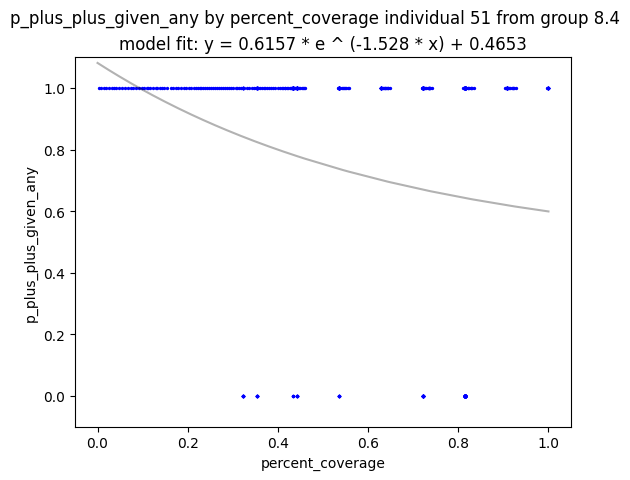 p_plus_plus_given_any by percent_coverage individual 51 from group 8.4
model fit: y = 0.6157 * e ^ (-1.528 * x) + 0.4653
1.0
0.8
0.6
0.4
0.2
0.0
p_plus_plus_given_any
0.0 0.2 0.4 0.6 0.8 1.0
percent_coverage